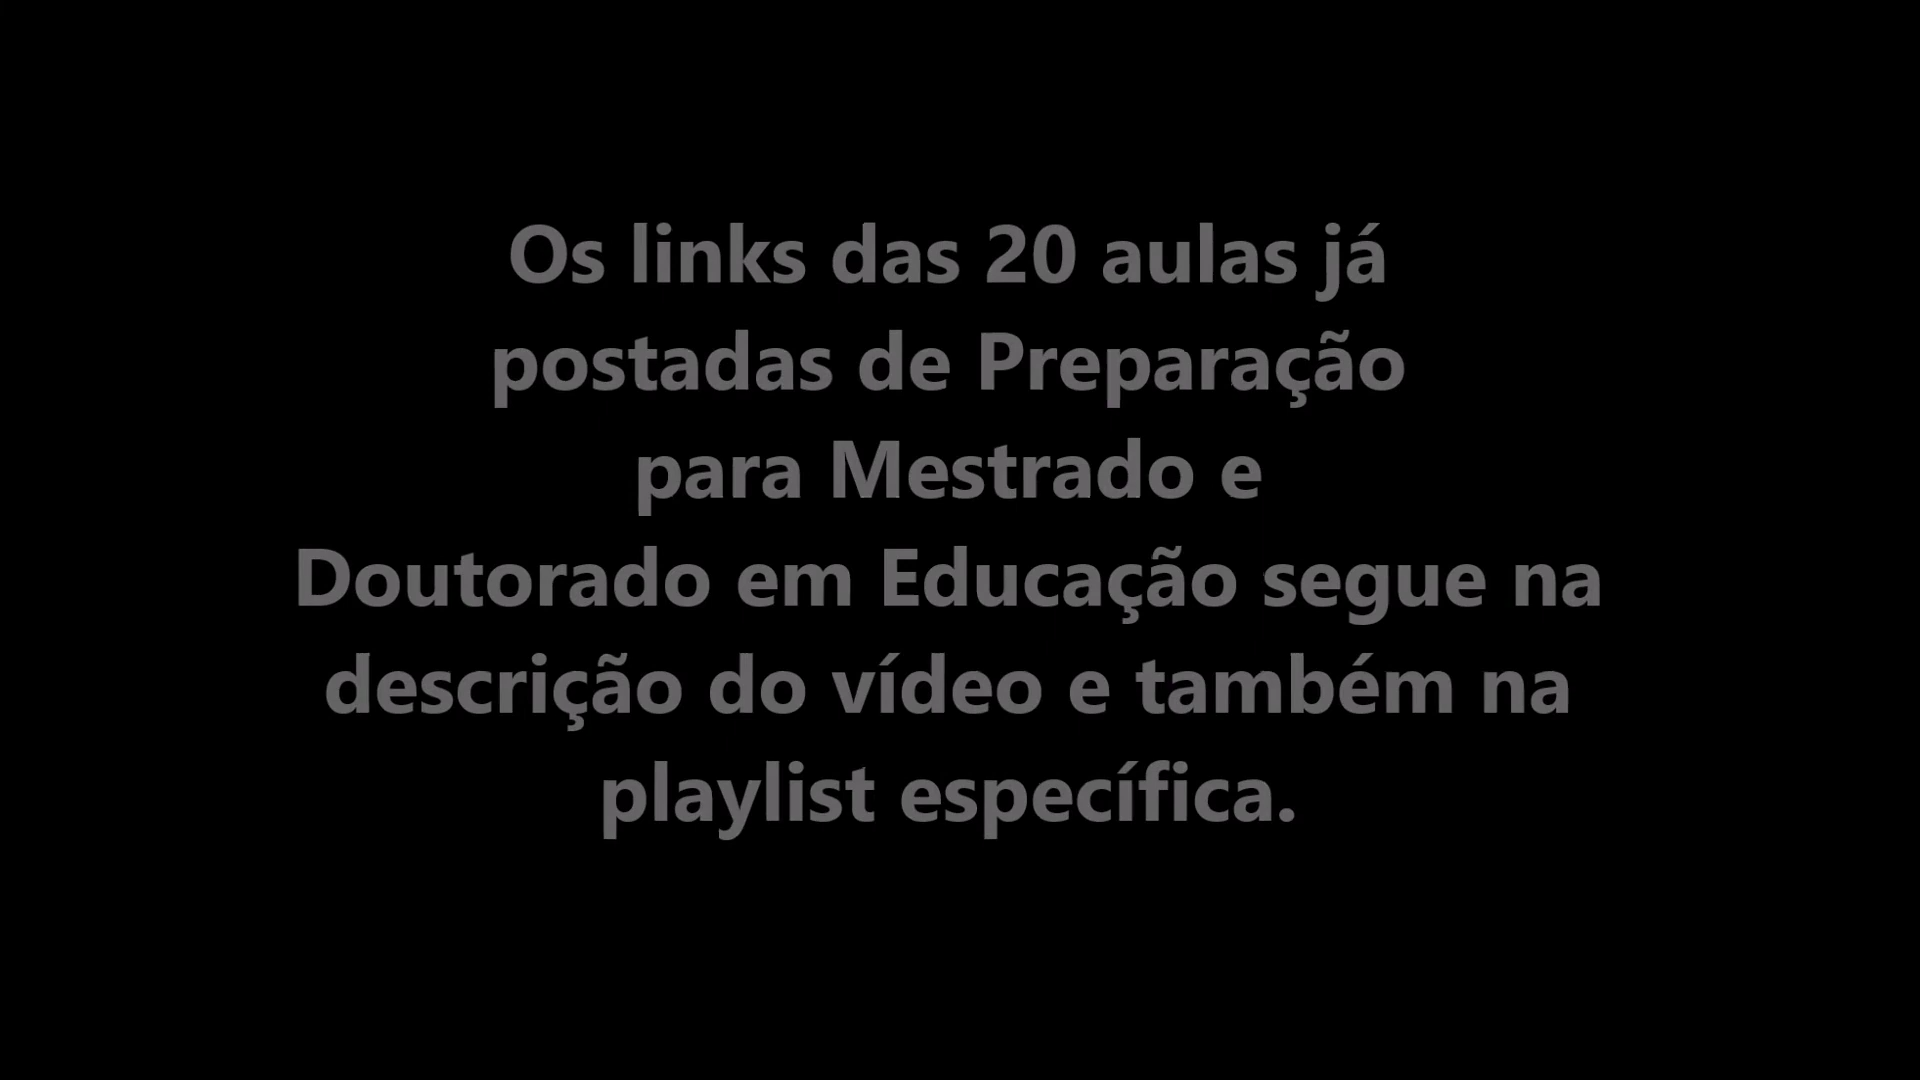 Os links das 20 aulas já
postadas de Preparação
para Mestrado e
Doutorado em Educação segue na
descrição do vídeo e também na
playlist específica.